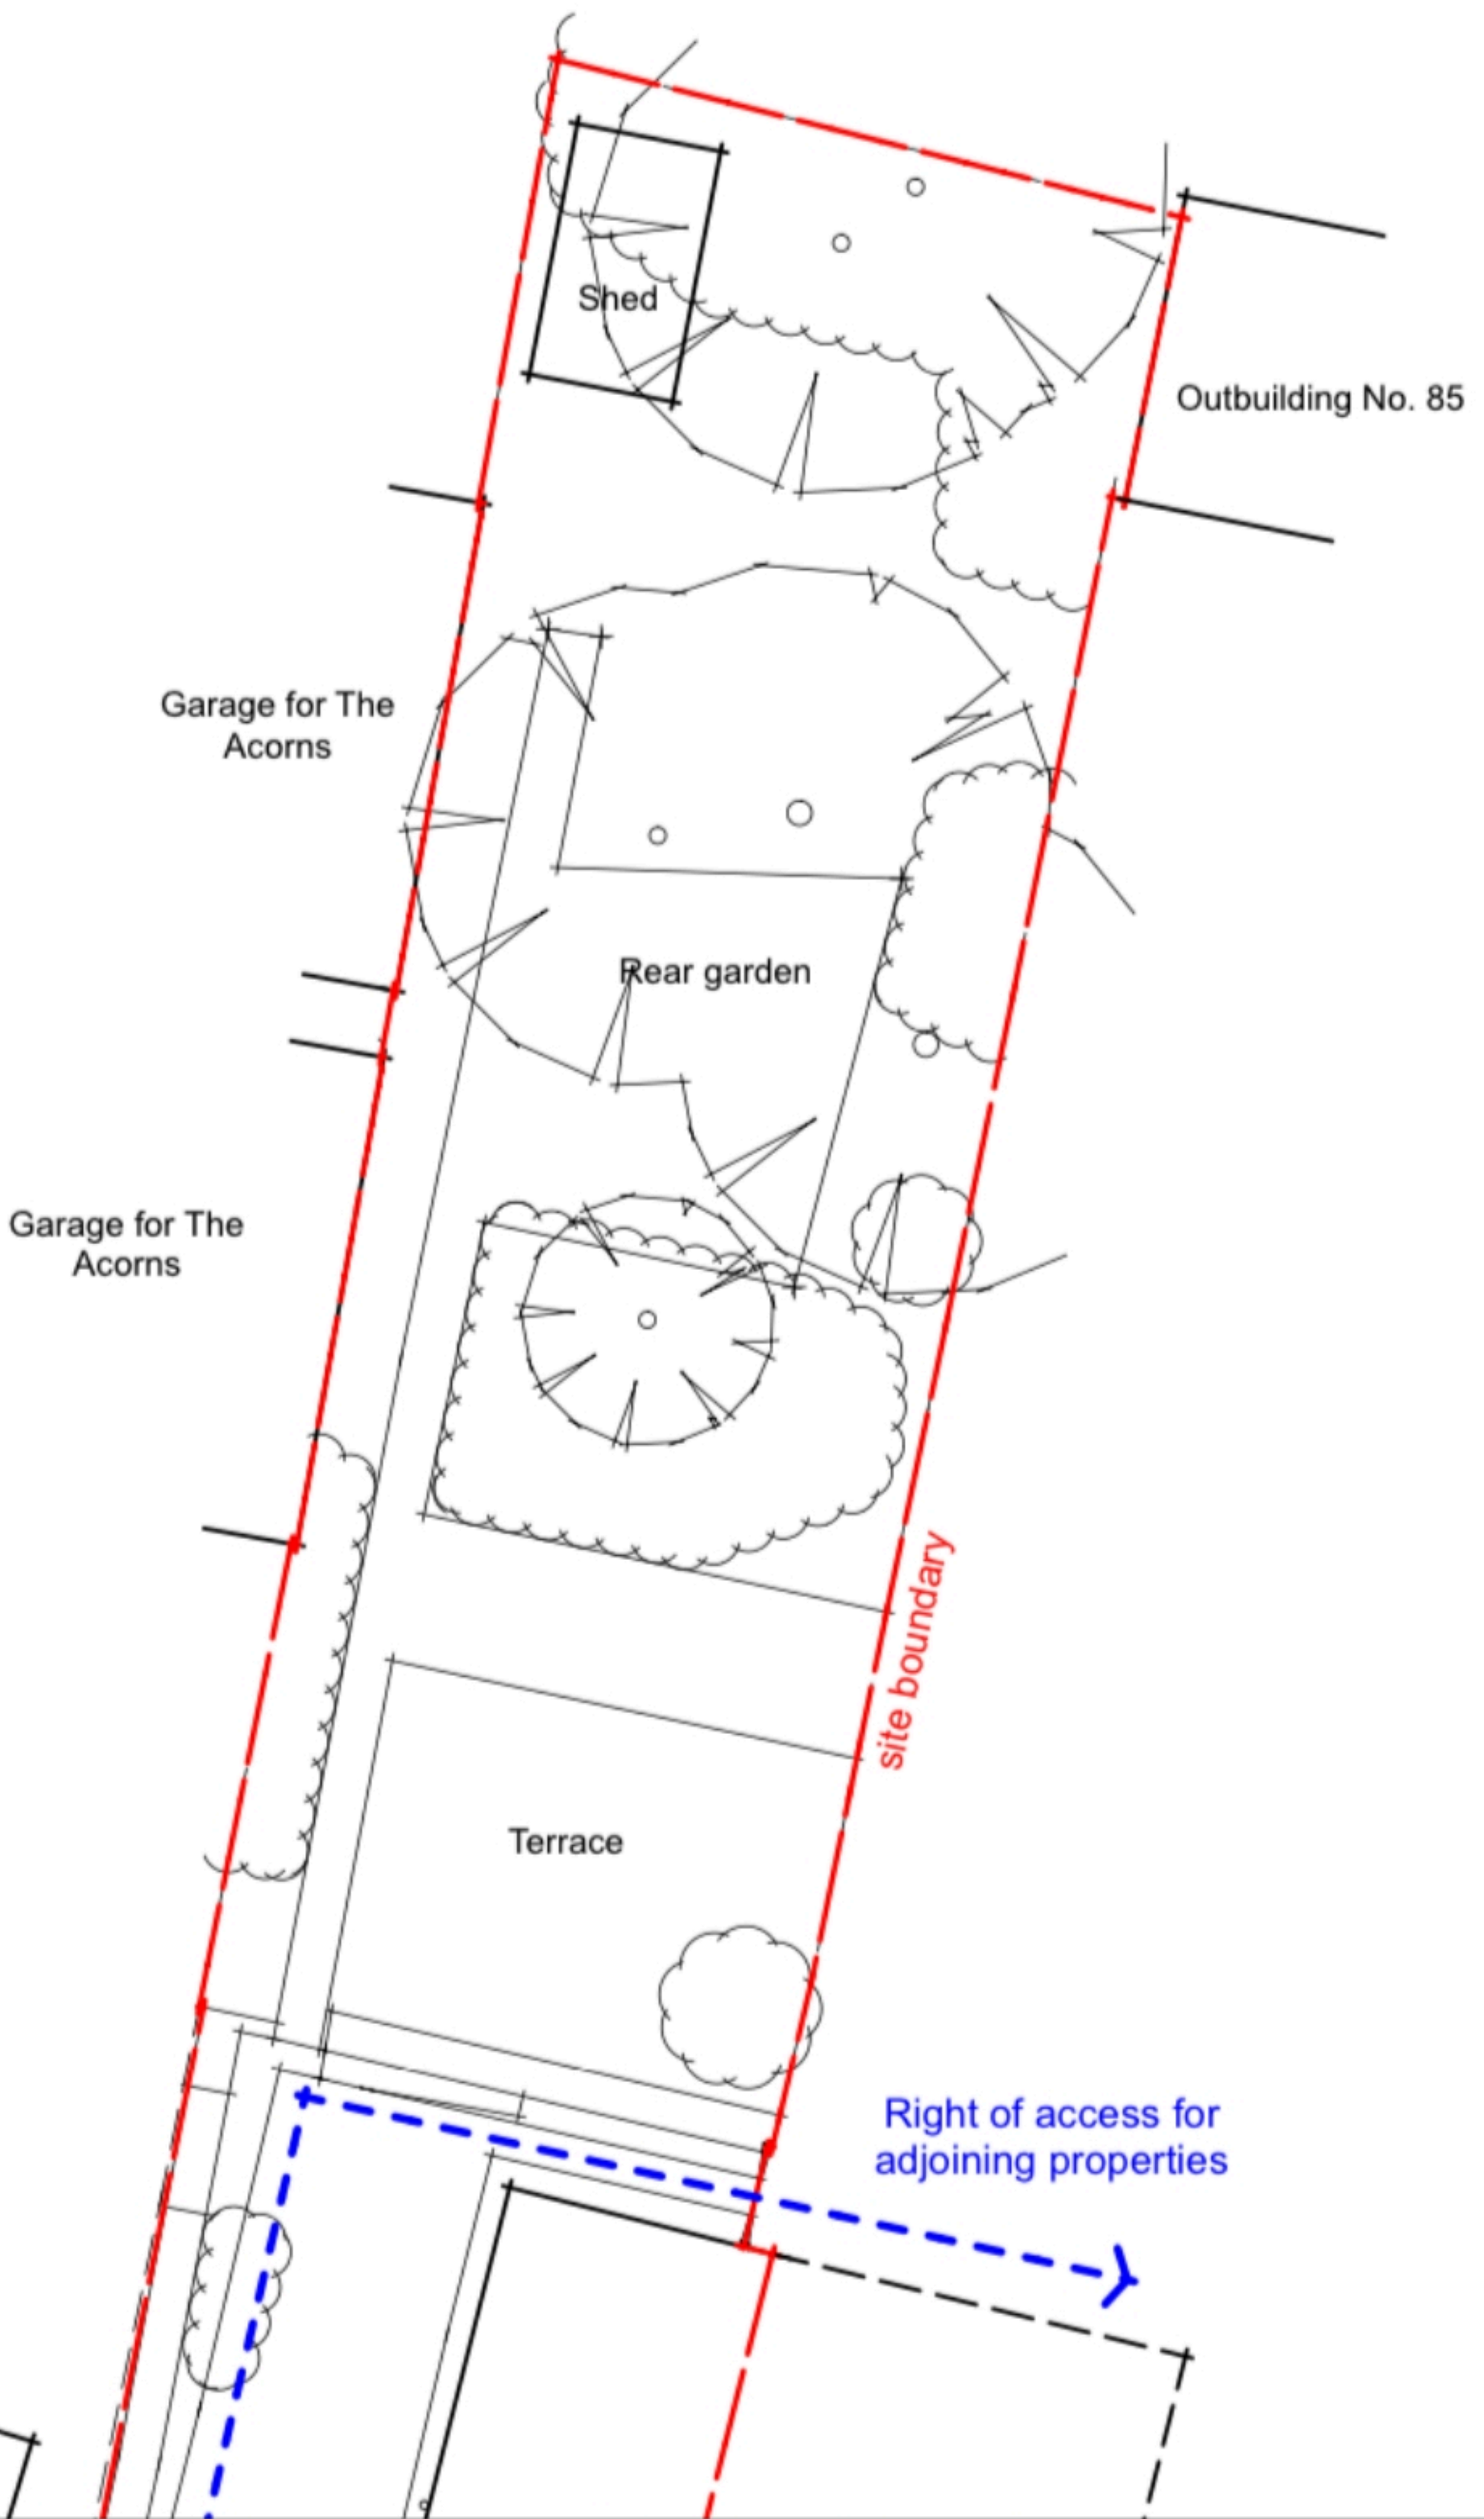 Shed
Outbuilding No. 85
Garage for The
Acorns
Rear garden
Garage for The
Acorns
site boundary
Terrace
Right of access for
adjoining properties